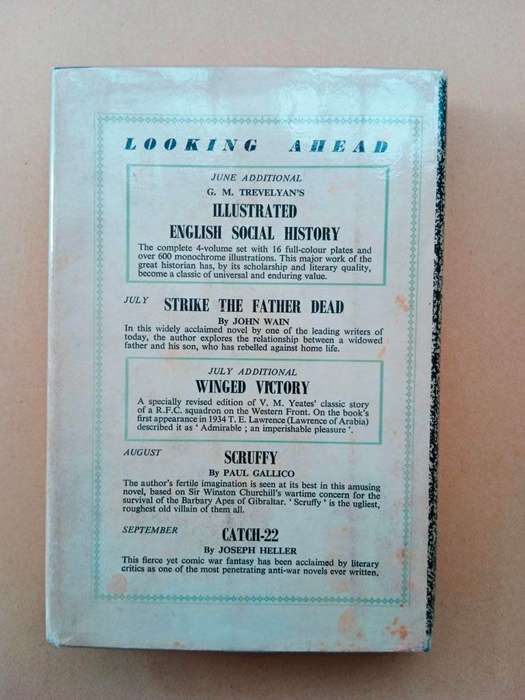 LOOKING AHEAD
JUNE ADDITIONAL
G. M. TREVELYAN'S
ILLUSTRATED
ENGLISH SOCIAL HISTORY
The complete 4-volume set with 16 full-colour plates and
over 600 monochrome illustrations. This major work of the
great historian has, by its scholarship and literary quality,
become a classic of universal and enduring value.
JULY STRIKE THE FATHER DEAD
By JOHN WAIN
In this widely acclaimed novel by one of the leading writers of
today, the author explores the relationship between a widowed
father and his son, who has rebelled against home life.
JULY ADDITIONAL
WINGED VICTORY
A specially revised edition of V. M. Yeates' classic story
of a R.F.C. squadron on the Western Front. On the book's
first appearance in 1934 T. E. Lawrence (Lawrence of Arabia)
described it as ' Admirable ; an imperishable pleasure '.
AUGUST SCRUFFY
By PAUL GALLICO
The author's fertile imagination is seen at its best in this amusing
novel, based on Sir Winston Churchill's wartime concern for the
survival of the Barbary Apes of Gibraltar. ' Scruffy ' is the ugliest,
roughest old villain of them all.
SEPTEMBER CATCH-22
By JOSEPH HELLER
This fierce yet comic war fantasy has been acclaimed by literary
critics as one of the most penetrating anti-war novels ever written.